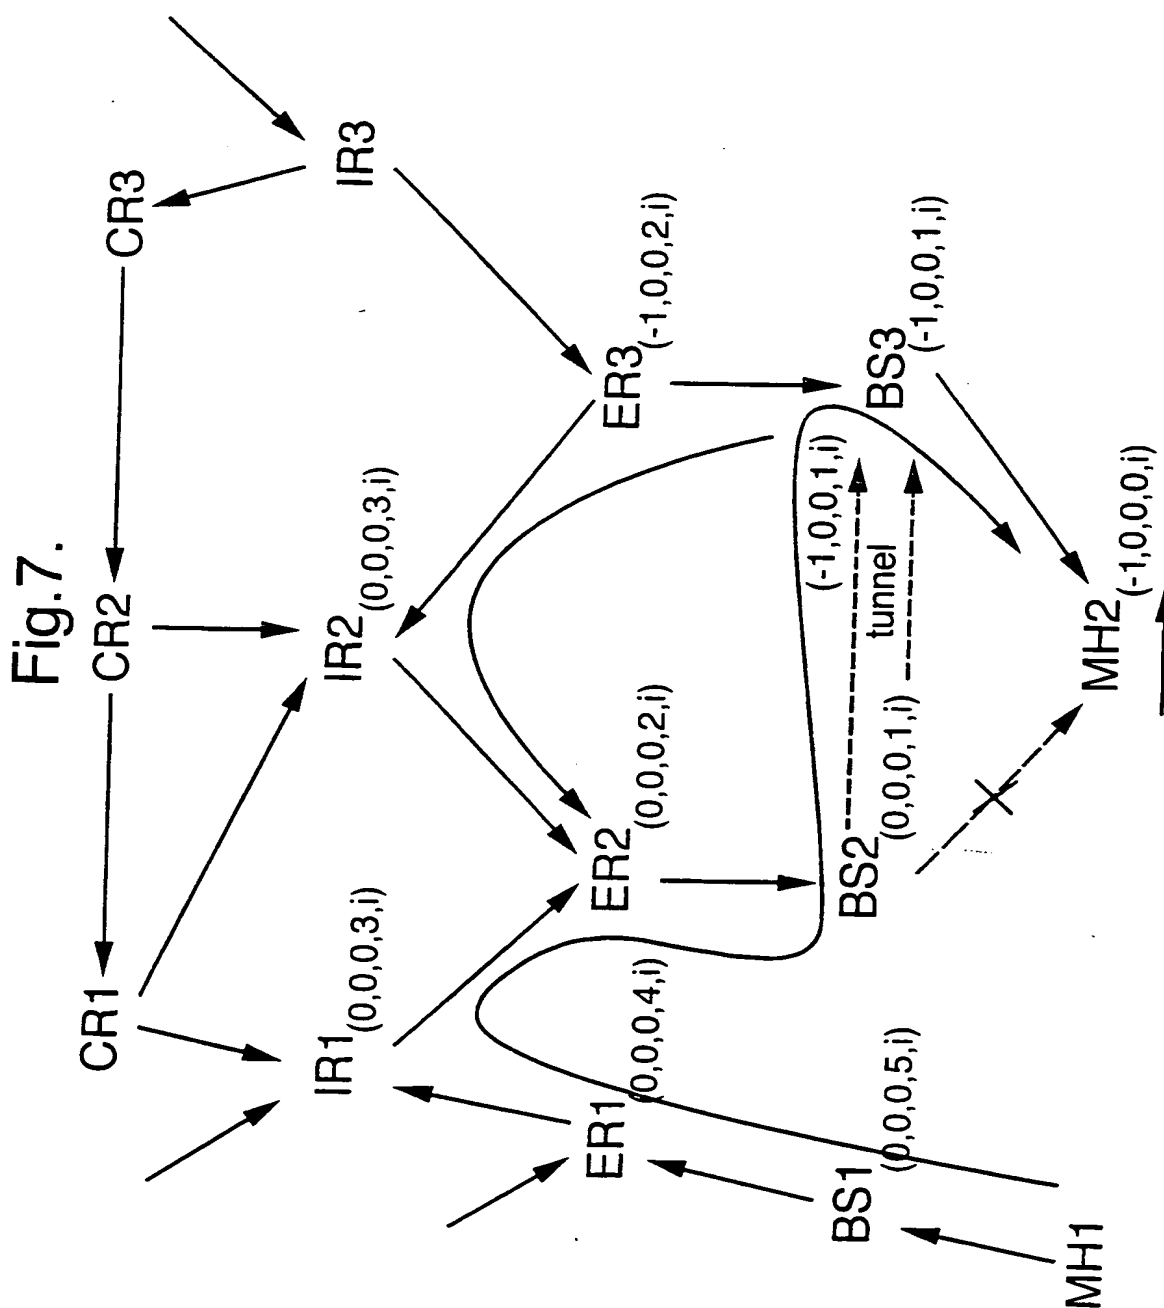 Fig.7.
CR1
CR2
CR3
IR1 (0,0,0,3,i)
IR2 (0,0,0,3,i)
IR3
ER1 (0,0,0,4,i)
ER2 (0,0,0,2,i)
ER3 (-1,0,0,2,i)
(-1,0,0,1,i)
tunnel
BS1 (0,0,0,5,i)
BS2 (0,0,0,1,i)
BS3 (-1,0,0,1,i)
MH1
MH2 (-1,0,0,0,i)